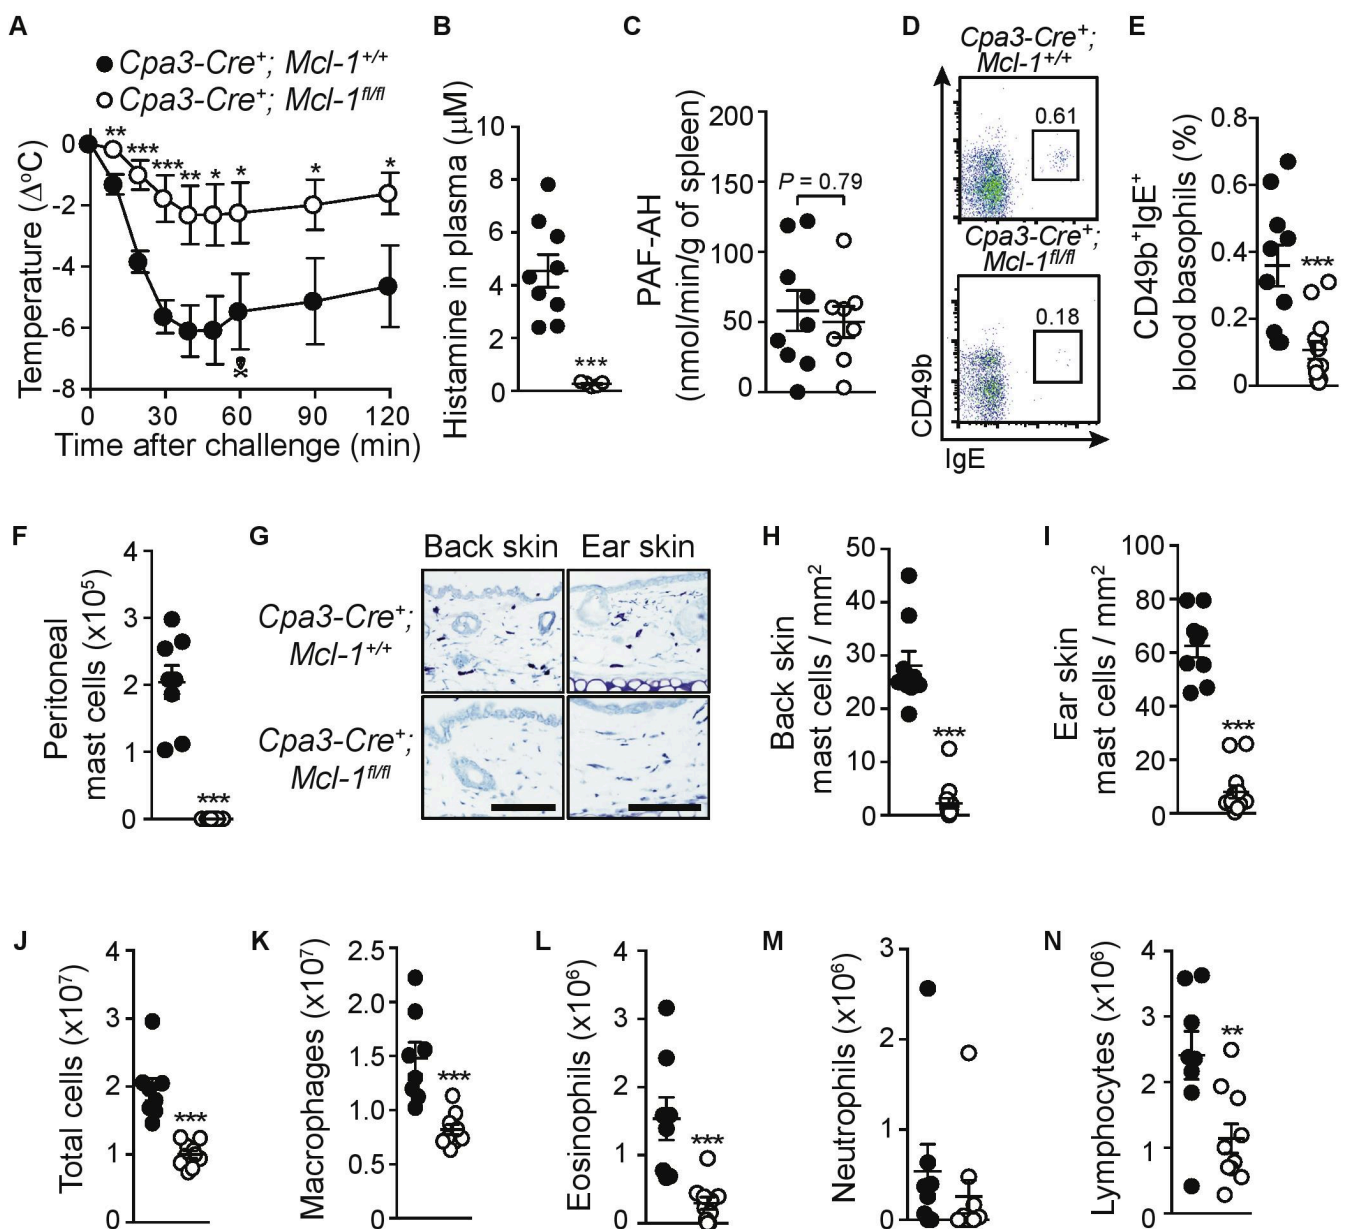 A
Cpa3-Cre+; Mcl-1+/+
Cpa3-Cre+; Mcl-1fl/fl
Temperature (ΔºC)
0
-2
-4
-6
-8
** *** *** ** * * * *
0 30 60 90 120
Time after challenge (min)
B
Histamine in plasma (μM)
10
8
6
4
2
0
***
C
PAF-AH
(nmol/min/g of spleen)
200
150
100
50
0
P = 0.79
D
Cpa3-Cre+;
Mcl-1+/+
0.61
Cpa3-Cre+;
Mcl-1fl/fl
0.18
CD49b
IgE
E
CD49b+IgE+
blood basophils (%)
0.8
0.6
0.4
0.2
0
***
F
Peritoneal
mast cells (x10⁵)
4
3
2
1
0
***
G
Back skin Ear skin
Cpa3-Cre+;
Mcl-1+/+
Cpa3-Cre+;
Mcl-1fl/fl
H
Back skin
mast cells / mm²
50
40
30
20
10
0
***
I
Ear skin
mast cells / mm²
100
80
60
40
20
0
***
J
Total cells (x10⁷)
4
3
2
1
0
***
K
Macrophages (x10⁷)
2.5
2.0
1.5
1.0
0.5
0
***
L
Eosinophils (x10⁶)
4
3
2
1
0
***
M
Neutrophils (x10⁶)
3
2
1
0
N
Lymphocytes (x10⁶)
4
3
2
1
0
**